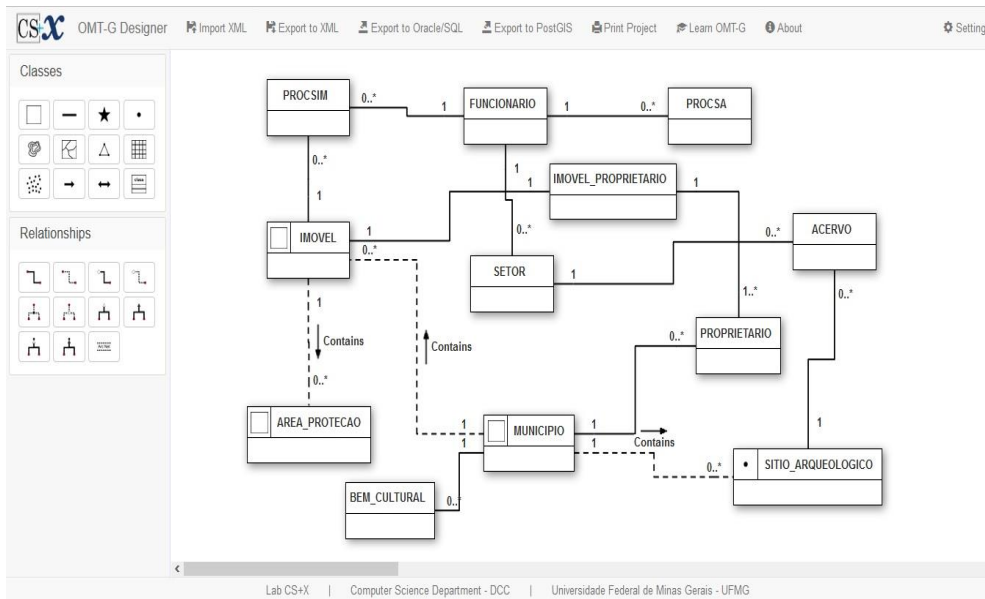 CS+X OMT-G Designer Import XML Export to XML Export to Oracle/SQL Export to PostGIS Print Project Learn OMT-G About Setting
Classes
class
Relationships
PROCSIM
0..*
1
FUNCIONARIO
1
0..*
PROCSA
0..*
1
1
0..*
IMOVEL
1
0..*
1
IMOVEL_PROPRIETARIO
1
1..*
SETOR
1
0..*
ACERVO
0..*
1
Contains
0..*
AREA_PROTECAO
Contains
0..*
PROPRIETARIO
1
1
MUNICIPIO
1
1
Contains
0..*
1
SITIO_ARQUEOLOGICO
BEM_CULTURAL
0..*
Lab CS+X | Computer Science Department - DCC | Universidade Federal de Minas Gerais - UFMG